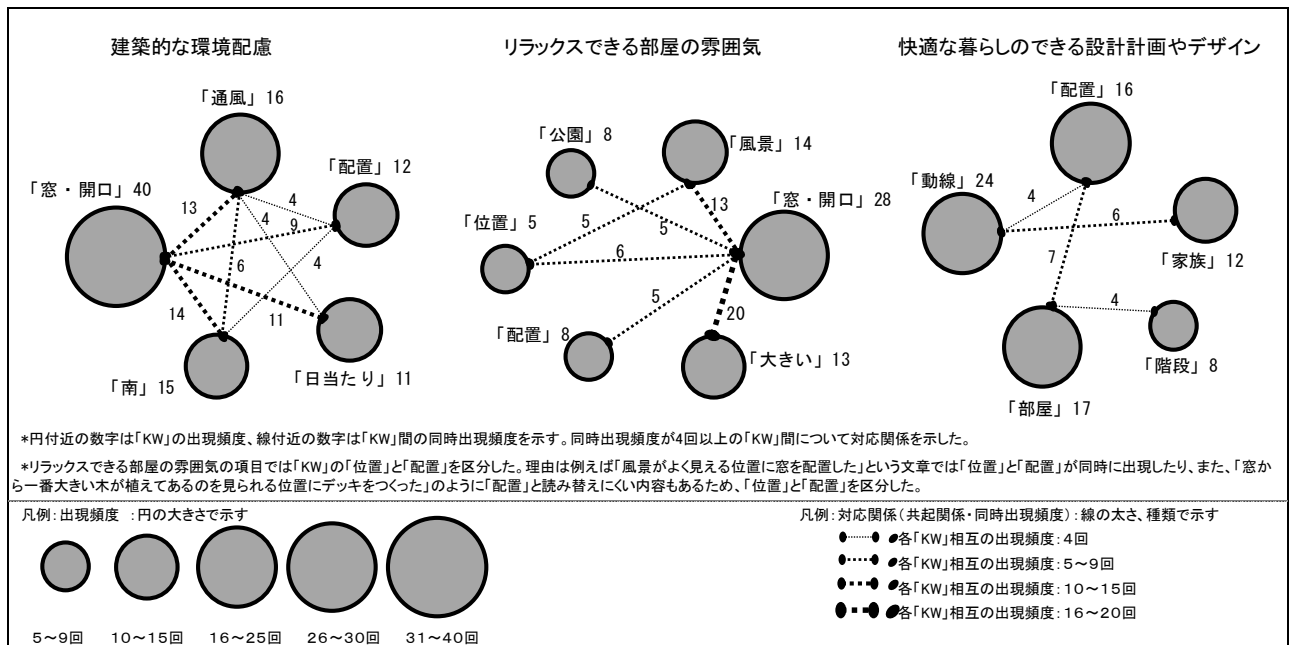 建築的な環境配慮
「通風」 16
「配置」 12
「窓・開口」 40
13
4
4
9
6
4
14
11
「南」 15
「日当たり」 11
リラックスできる部屋の雰囲気
「公園」 8
「風景」 14
「窓・開口」 28
「位置」 5
5
13
5
6
5
20
「配置」 8
「大きい」 13
快適な暮らしのできる設計計画やデザイン
「配置」 16
「動線」 24
4
6
7
「家族」 12
4
「階段」 8
「部屋」 17
*円付近の数字は「KW」の出現頻度、線付近の数字は「KW」間の同時出現頻度を示す。同時出現頻度が4回以上の「KW」間について対応関係を示した。
*リラックスできる部屋の雰囲気の項目では「KW」の「位置」と「配置」を区分した。理由は例えば「風景がよく見える位置に窓を配置した」という文章では「位置」と「配置」が同時に出現したり、また、「窓か
ら一番大きい木が植えてあるのを見られる位置にデッキをつくった」のように「配置」と読み替えにくい内容もあるため、「位置」と「配置」を区分した。
凡例:出現頻度 :円の大きさで示す
5～9回 10～15回 16～25回 26～30回 31～40回
凡例:対応関係(共起関係・同時出現頻度):線の太さ、種類で示す
各「KW」相互の出現頻度:4回
各「KW」相互の出現頻度:5～9回
各「KW」相互の出現頻度:10～15回
各「KW」相互の出現頻度:16～20回